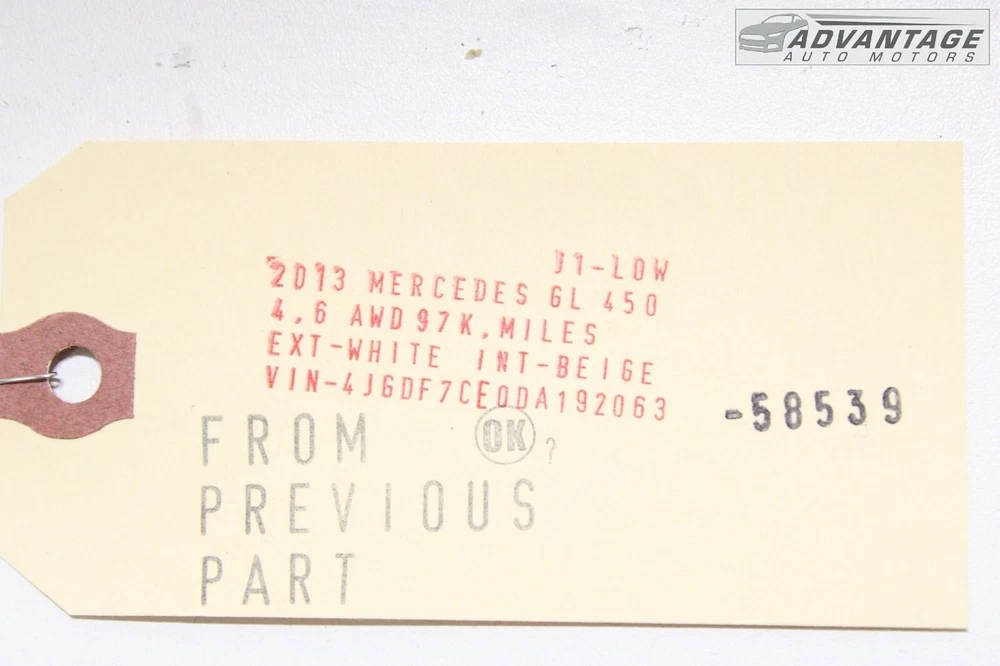 ADVANTAGE
AUTO MOTORS
J1-LOW
2013 MERCEDES GL 450
4,6 AWD 97K,MILES
EXT-WHITE INT-BEIGE
VIN-4JGDF7CE0DA192063
-58539
FROM OK ?
PREVIOUS
PART